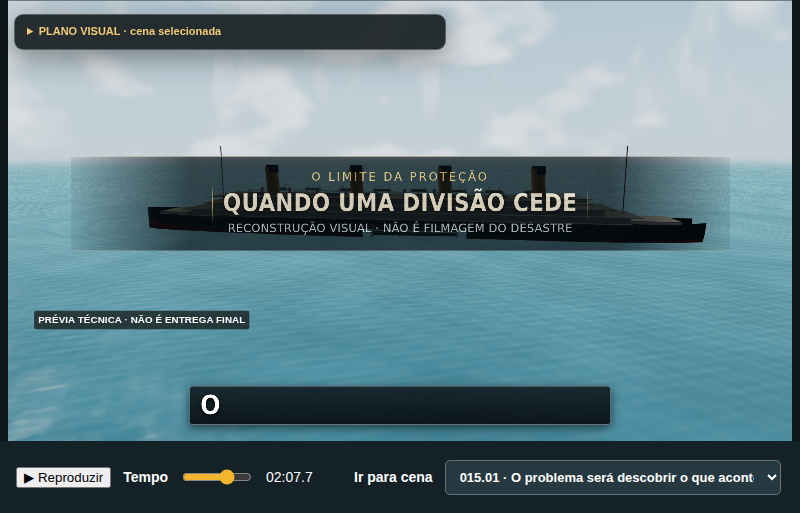 ▶ PLANO VISUAL · cena selecionada
O LIMITE DA PROTEÇÃO
QUANDO UMA DIVISÃO CEDE
RECONSTRUÇÃO VISUAL · NÃO É FILMAGEM DO DESASTRE
PRÉVIA TÉCNICA · NÃO É ENTREGA FINAL
O
▶ Reproduzir Tempo 02:07.7 Ir para cena 015.01 · O problema será descobrir o que